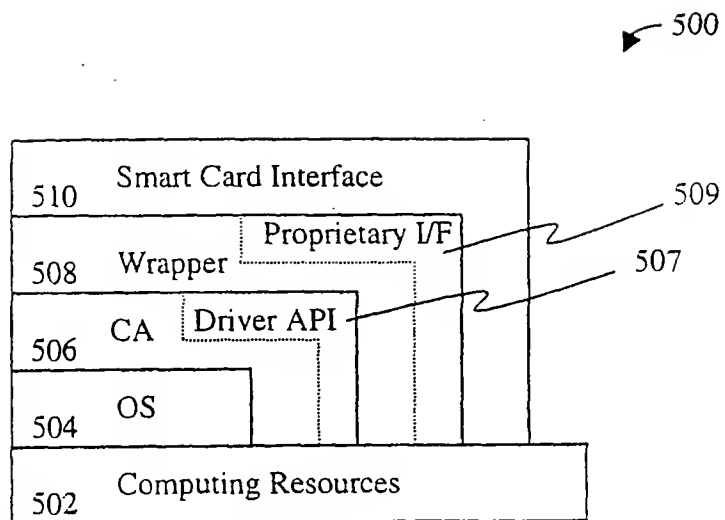 500
Smart Card Interface
510
Proprietary I/F
509
Wrapper
508
507
Driver API
CA
506
OS
504
Computing Resources
502